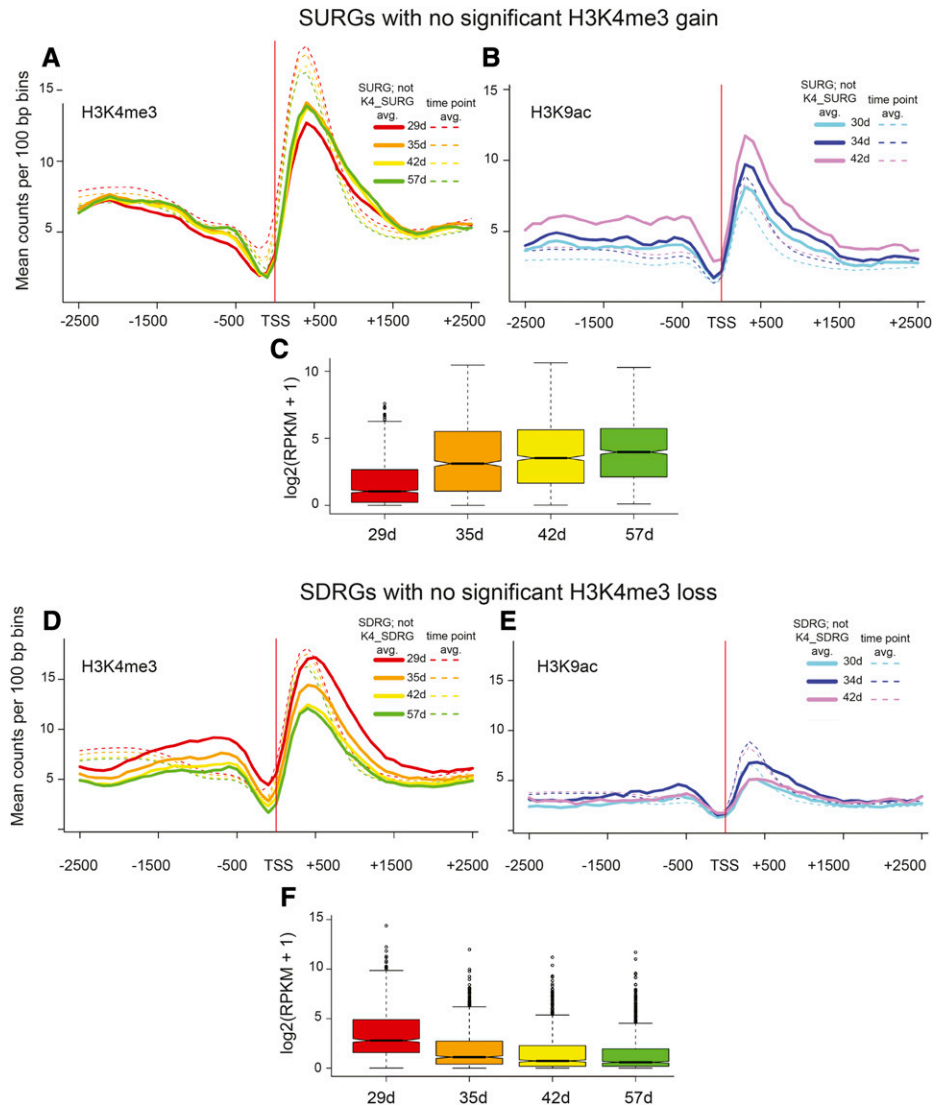 SURGs with no significant H3K4me3 gain
A
H3K4me3
SURG; not K4_SURG avg.
time point avg.
29d
35d
42d
57d
Mean counts per 100 bp bins
15
10
5
-2500 -1500 -500 TSS +500 +1500 +2500
B
H3K9ac
SURG; not K4_SURG avg.
time point avg.
30d
34d
42d
15
10
5
-2500 -1500 -500 TSS +500 +1500 +2500
C
log2(RPKM + 1)
10
5
0
29d 35d 42d 57d
SDRGs with no significant H3K4me3 loss
D
H3K4me3
SDRG; not K4_SDRG avg.
time point avg.
29d
35d
42d
57d
Mean counts per 100 bp bins
15
10
5
-2500 -1500 -500 TSS +500 +1500 +2500
E
H3K9ac
SDRG; not K4_SDRG avg.
time point avg.
30d
34d
42d
15
10
5
-2500 -1500 -500 TSS +500 +1500 +2500
F
log2(RPKM + 1)
15
10
5
0
29d 35d 42d 57d